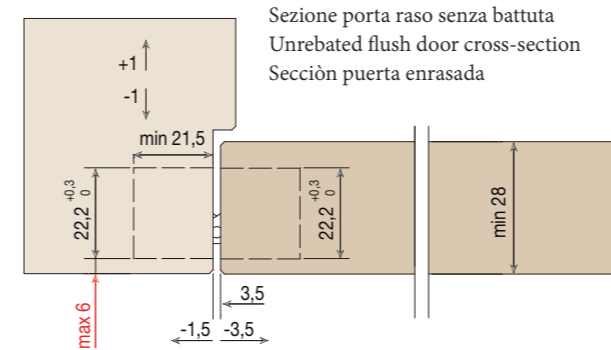 Sezione porta raso senza battuta
Unrebated flush door cross-section
Secciòn puerta enrasada
+1
-1
min 21,5
22,2 +0,3 0
22,2 +0,3 0
min 28
3,5
max 6
-1,5 -3,5